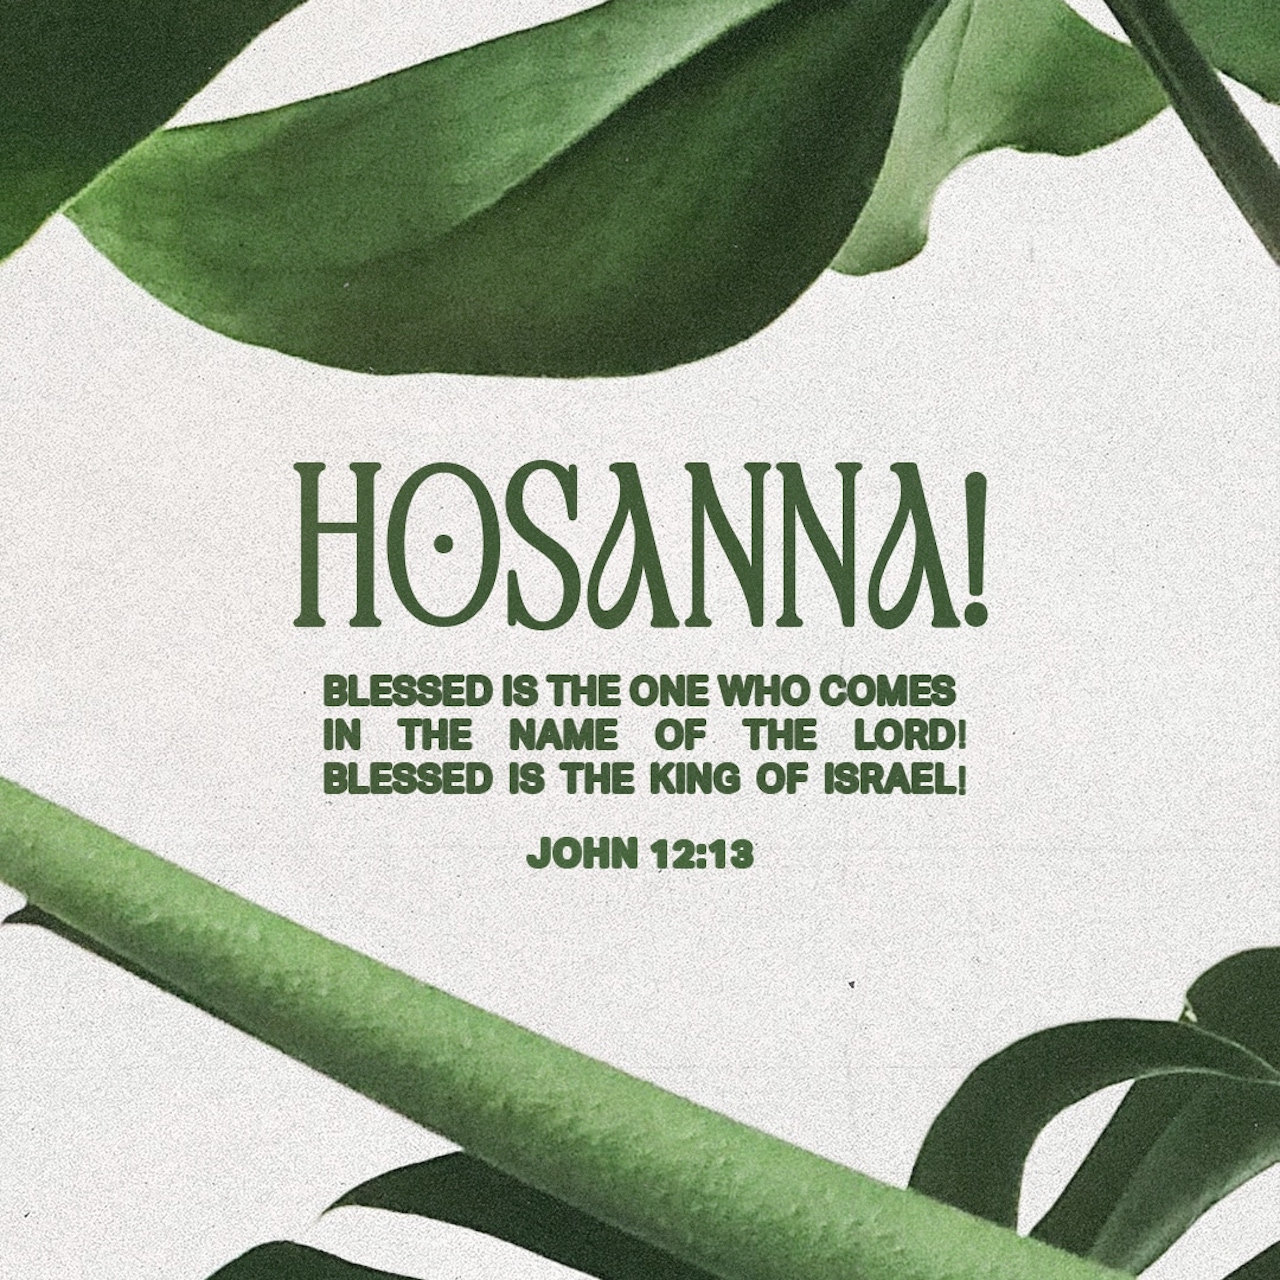 HOSANNA!
BLESSED IS THE ONE WHO COMES
IN THE NAME OF THE LORD!
BLESSED IS THE KING OF ISRAEL!
JOHN 12:13